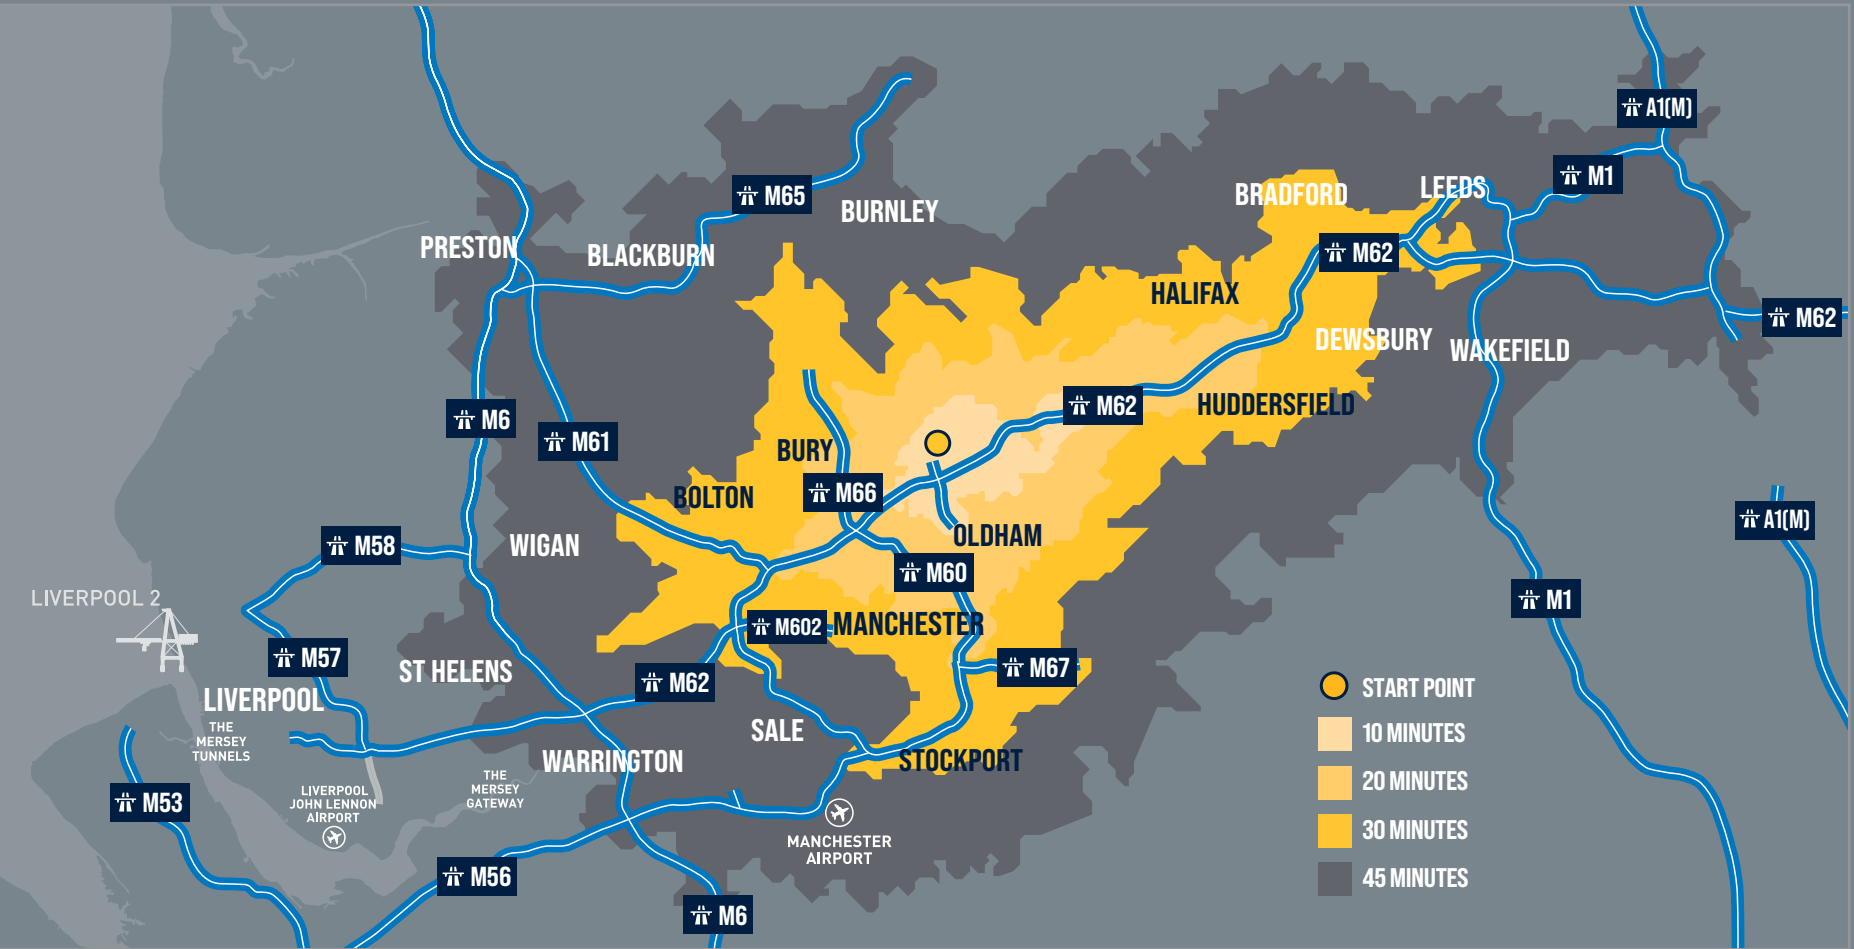 A1(M)
M1
M65
BURNLEY
BRADFORD
LEEDS
PRESTON
BLACKBURN
M62
HALIFAX
M62
DEWSBURY
WAKEFIELD
M6
M61
M62
HUDDERSFIELD
BURY
BOLTON
M66
A1(M)
M58
WIGAN
OLDHAM
M60
LIVERPOOL 2
M1
M602
MANCHESTER
M57
ST HELENS
M62
M67
LIVERPOOL
THE
MERSEY
TUNNELS
SALE
WARRINGTON
STOCKPORT
THE
MERSEY
GATEWAY
M53
LIVERPOOL
JOHN LENNON
AIRPORT
MANCHESTER
AIRPORT
M56
M6
START POINT
10 MINUTES
20 MINUTES
30 MINUTES
45 MINUTES